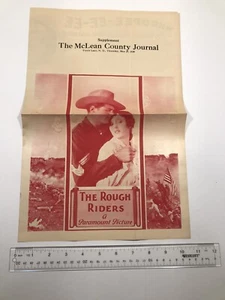 Supplement
The McLean County Journal
THE ROUGH
RIDERS
A
Paramount Picture